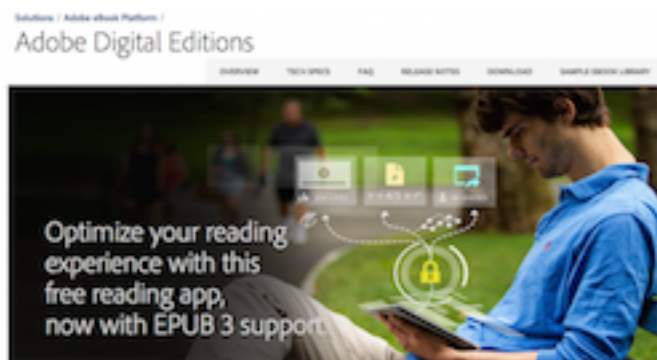 Solutions / Adobe eBook Platform /
Adobe Digital Editions
OVERVIEW TECH SPECS FAQ RELEASE NOTES DOWNLOAD SAMPLE EBOOK LIBRARY
Optimize your reading
experience with this
free reading app,
now with EPUB 3 support.